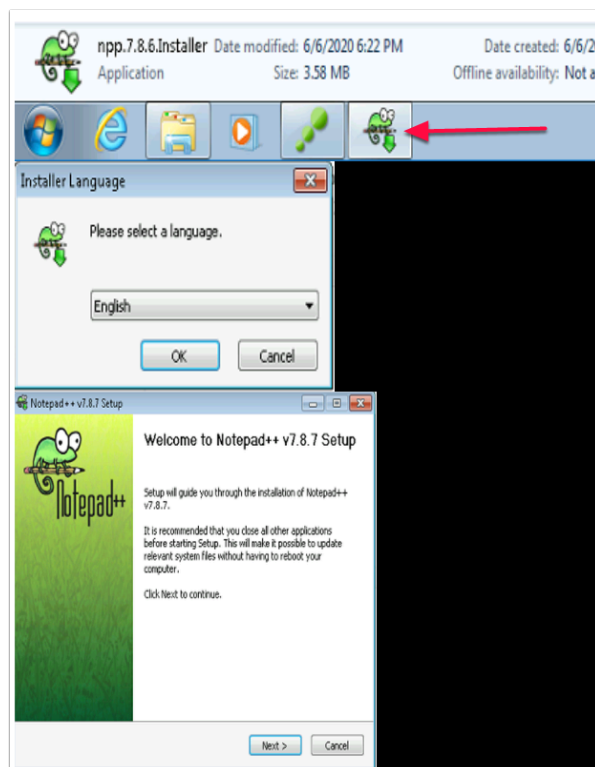 npp.7.8.6.Installer Date modified: 6/6/2020 6:22 PM Date created: 6/6/2
Application Size: 3.58 MB Offline availability: Not a
Installer Language
Please select a language.
English
OK Cancel
Notepad++ v7.8.7 Setup
Notepad++
Welcome to Notepad++ v7.8.7 Setup
Setup will guide you through the installation of Notepad++
v7.8.7.
It is recommended that you close all other applications
before starting Setup. This will make it possible to update
relevant system files without having to reboot your
computer.
Click Next to continue.
Next > Cancel